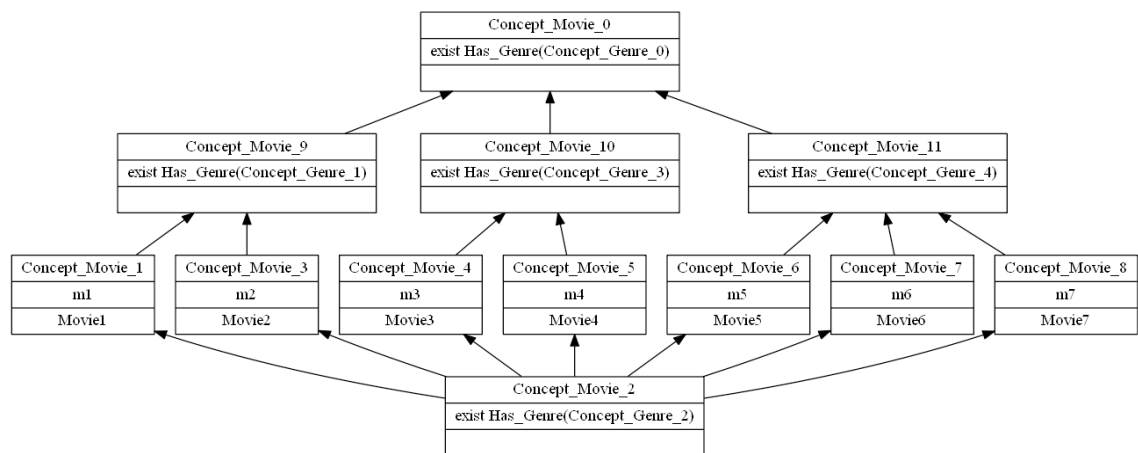 Concept_Movie_0
exist Has_Genre(Concept_Genre_0)
Concept_Movie_9
exist Has_Genre(Concept_Genre_1)
Concept_Movie_10
exist Has_Genre(Concept_Genre_3)
Concept_Movie_11
exist Has_Genre(Concept_Genre_4)
Concept_Movie_1
m1
Movie1
Concept_Movie_3
m2
Movie2
Concept_Movie_4
m3
Movie3
Concept_Movie_5
m4
Movie4
Concept_Movie_6
m5
Movie5
Concept_Movie_7
m6
Movie6
Concept_Movie_8
m7
Movie7
Concept_Movie_2
exist Has_Genre(Concept_Genre_2)